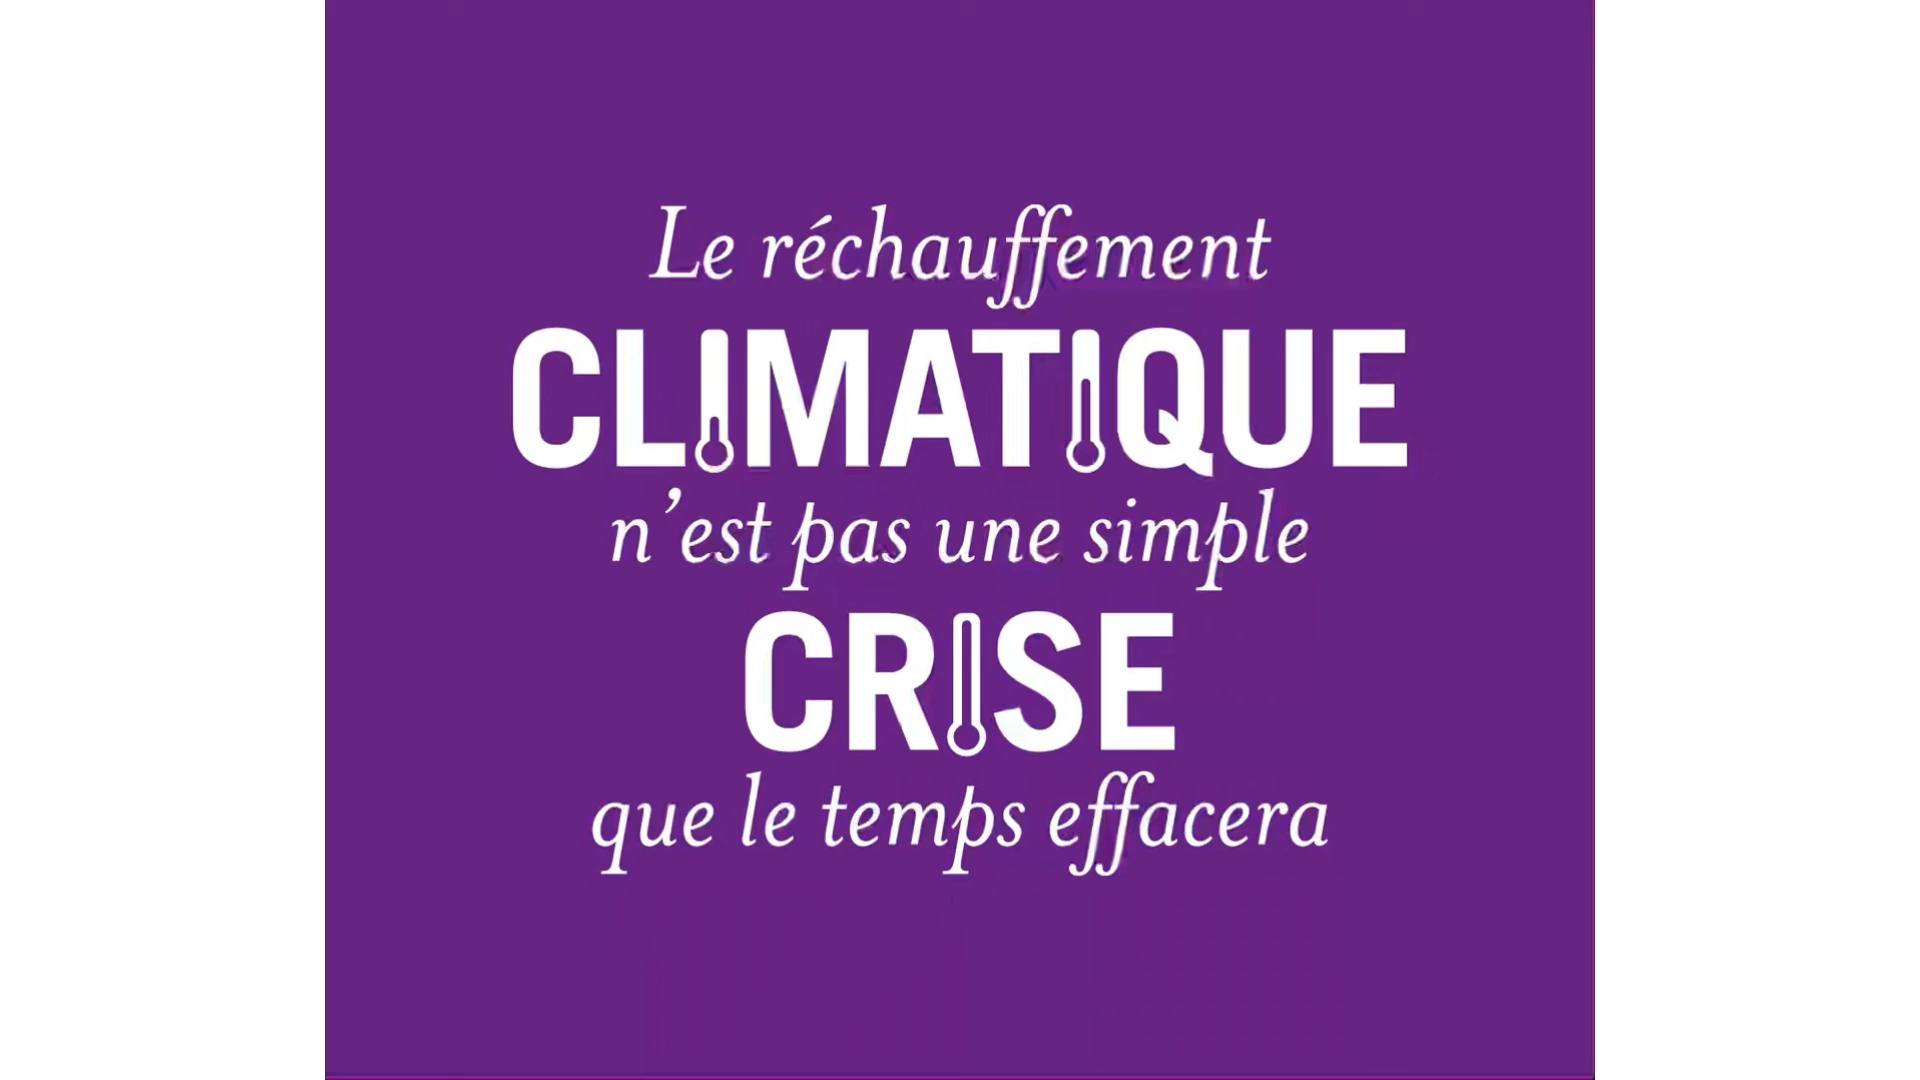 Le réchauffement
CLIMATIQUE
n’est pas une simple
CRISE
que le temps effacera